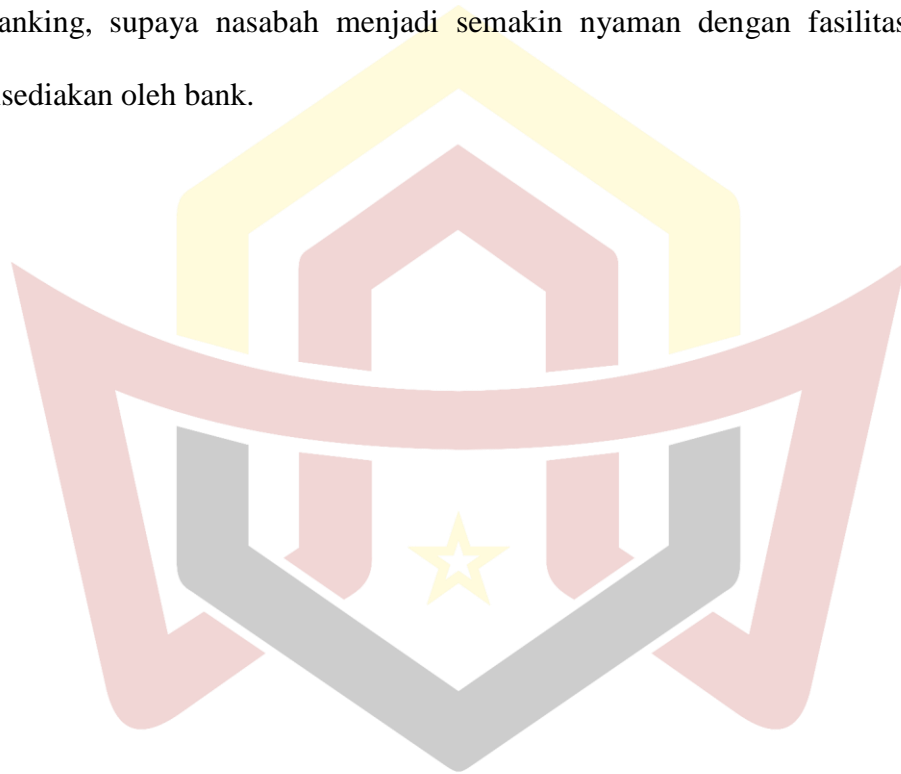 anking, supaya nasabah menjadi semakin nyaman dengan fasilitas
sediakan oleh bank.